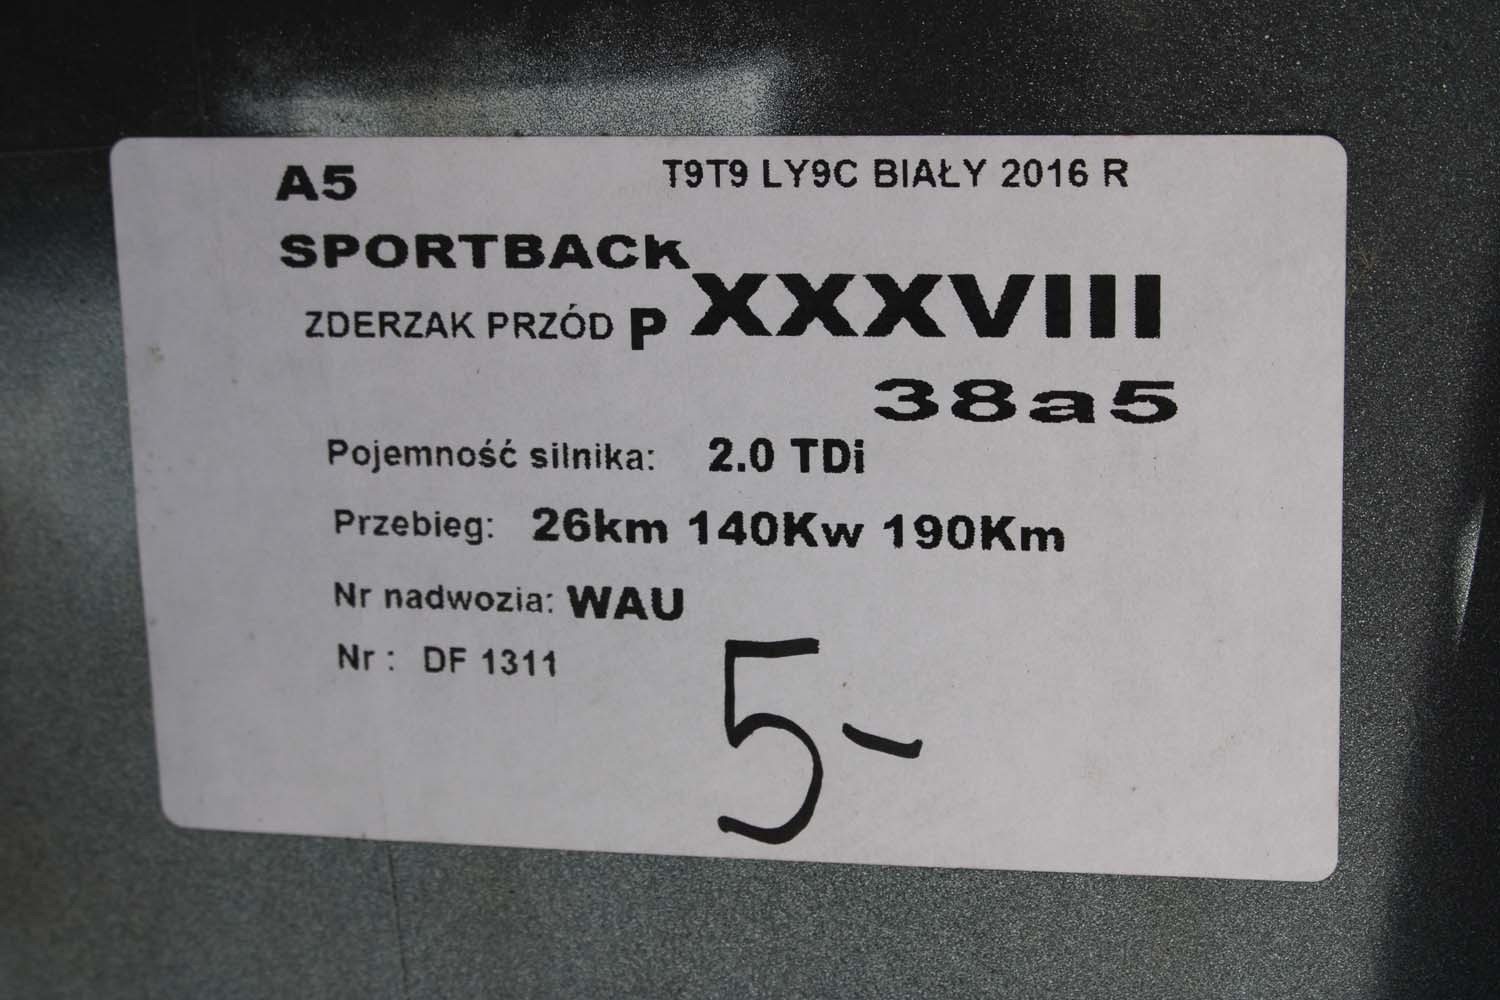 A5
T9T9 LY9C BIAŁY 2016 R
SPORTBACK
ZDERZAK PRZÓD P XXXVIII
38a5
Pojemność silnika: 2.0 TDi
Przebieg: 26km 140Kw 190Km
Nr nadwozia: WAU
Nr : DF 1311
5-